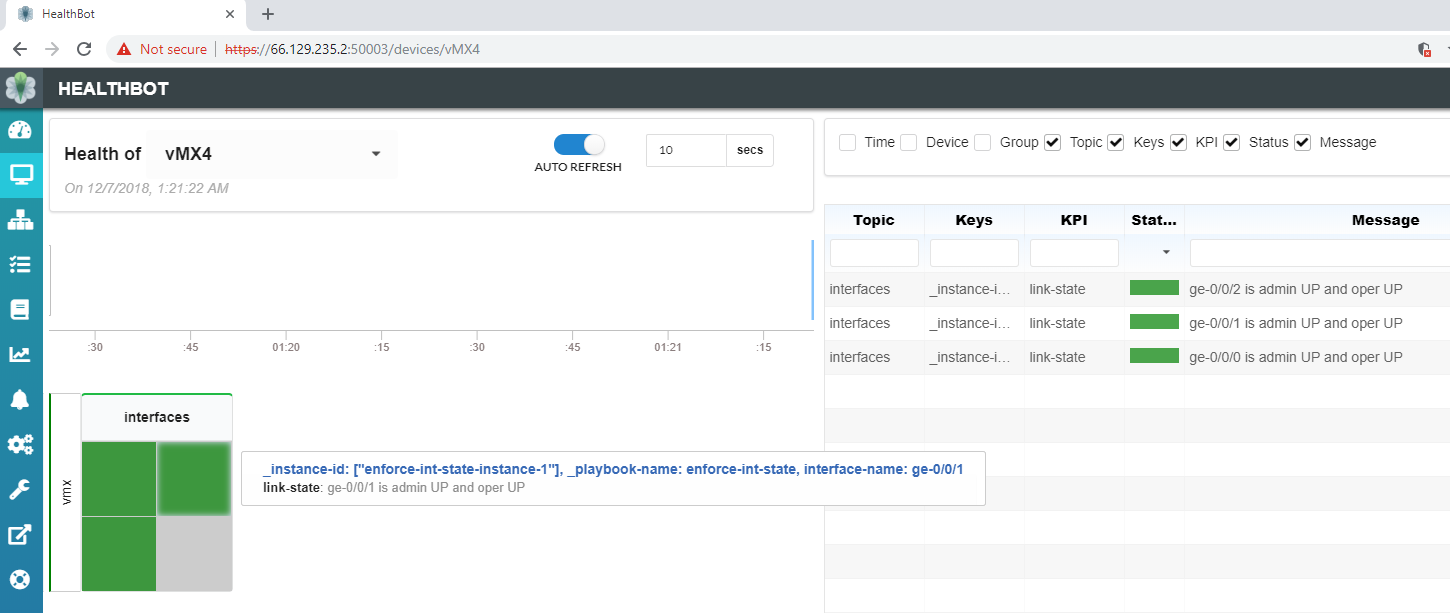 HealthBot
Not secure https://66.129.235.2:50003/devices/vMX4
HEALTHBOT
Health of vMX4
On 12/7/2018, 1:21:22 AM
AUTO REFRESH
10 secs
Time Device Group Topic Keys KPI Status Message
Topic Keys KPI Stat... Message
interfaces _instance-i... link-state ge-0/0/2 is admin UP and oper UP
interfaces _instance-i... link-state ge-0/0/1 is admin UP and oper UP
interfaces _instance-i... link-state ge-0/0/0 is admin UP and oper UP
:30 :45 01:20 :15 :30 :45 01:21 :15
interfaces
vmx
_instance-id: ["enforce-int-state-instance-1"], _playbook-name: enforce-int-state, interface-name: ge-0/0/1
link-state: ge-0/0/1 is admin UP and oper UP